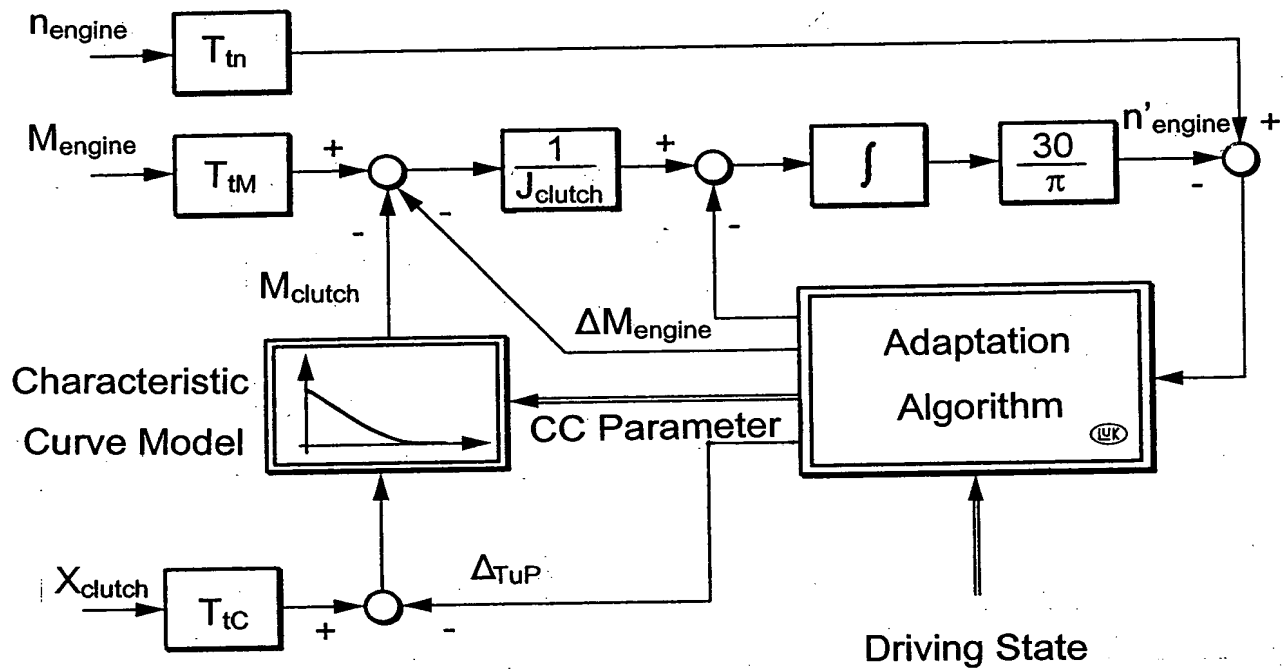 n_engine
T_tn
M_engine
T_tM
+
-
-
1
J_clutch
+
-
∫
30
π
n'_engine
+
-
M_clutch
ΔM_engine
Characteristic
Curve Model
CC Parameter
Adaptation
Algorithm
LuK
X_clutch
T_tC
+
-
Δ_TuP
Driving State